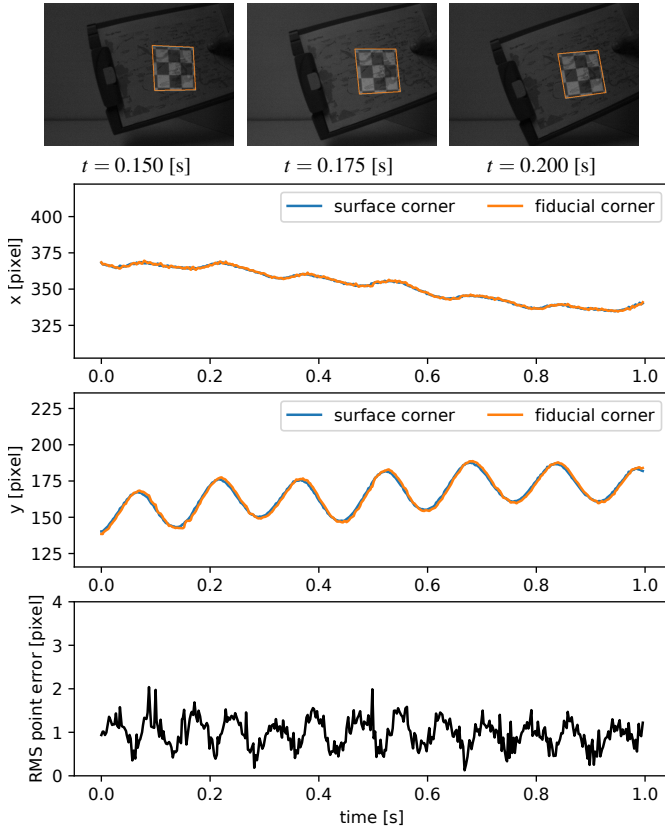 t = 0.150 [s] t = 0.175 [s] t = 0.200 [s]
surface corner fiducial corner
400
375
350
325
x [pixel]
0.0 0.2 0.4 0.6 0.8 1.0
surface corner fiducial corner
225
200
175
150
125
y [pixel]
0.0 0.2 0.4 0.6 0.8 1.0
4
3
2
1
0
RMS point error [pixel]
0.0 0.2 0.4 0.6 0.8 1.0
time [s]